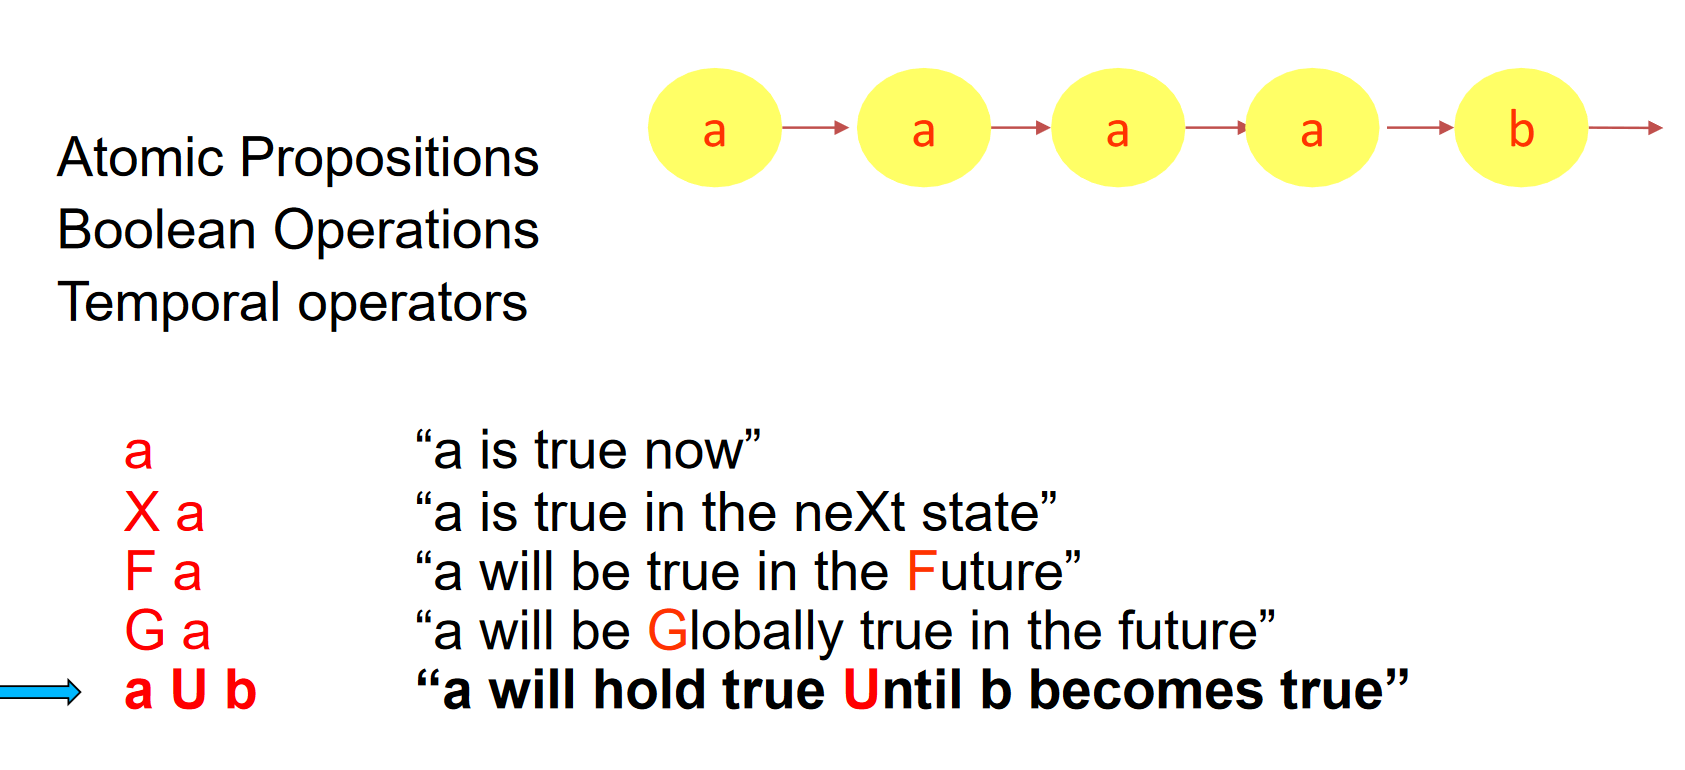 a a a a b
Atomic Propositions
Boolean Operations
Temporal operators
a “a is true now”
X a “a is true in the neXt state”
F a “a will be true in the Future”
G a “a will be Globally true in the future”
a U b “a will hold true Until b becomes true”